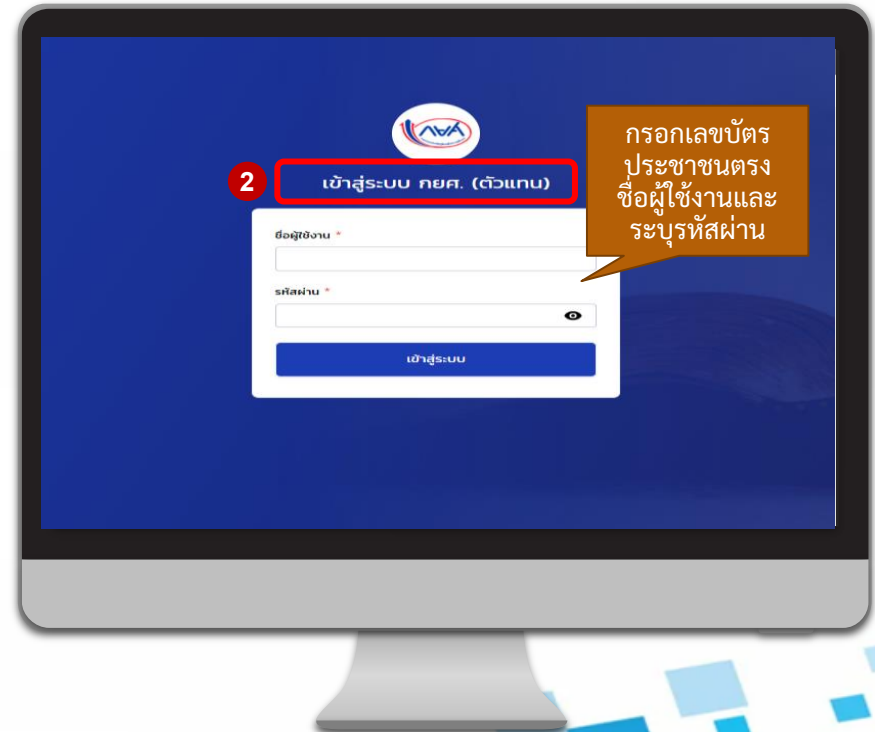 กยศ
2
เข้าสู่ระบบ กยศ. (ตัวแทน)
กรอกเลขบัตร
ประชาชนตรง
ชื่อผู้ใช้งานและ
ระบุรหัสผ่าน
ชื่อผู้ใช้งาน *
รหัสผ่าน *
เข้าสู่ระบบ